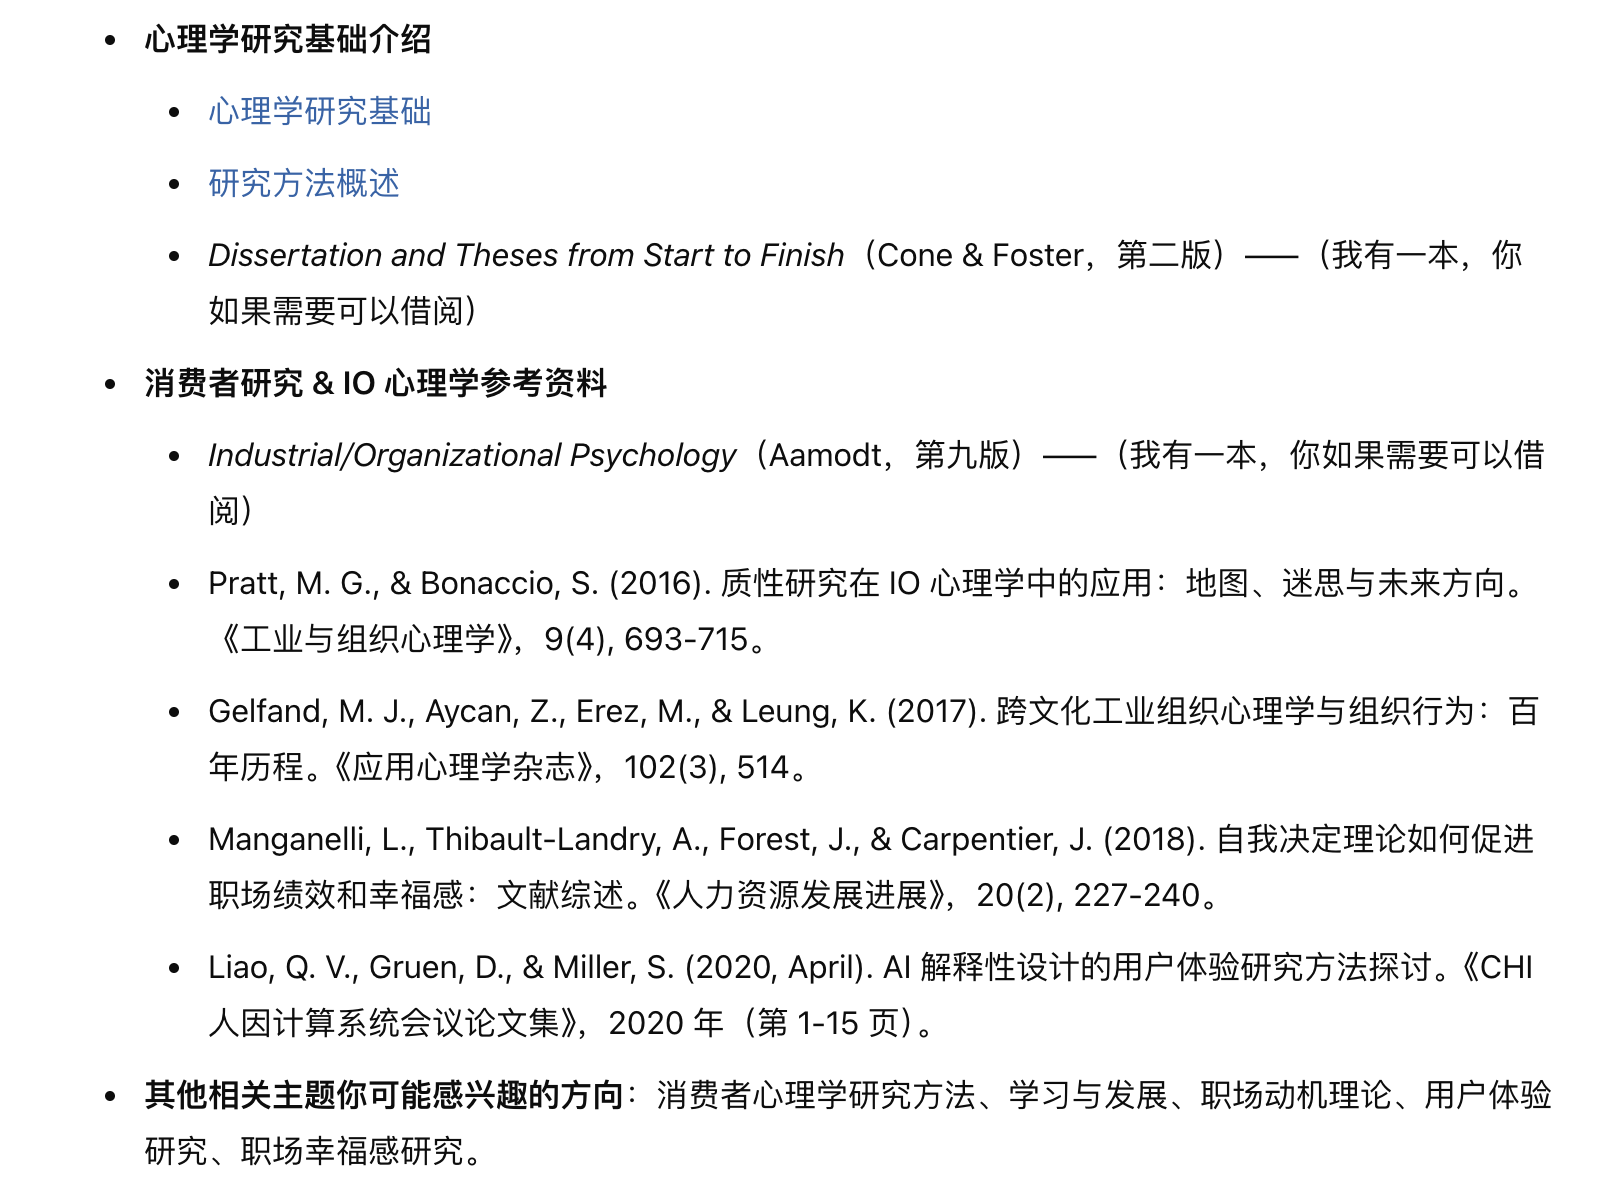 • 心理学研究基础介绍
• 心理学研究基础
• 研究方法概述
• Dissertation and Theses from Start to Finish（Cone & Foster，第二版）——（我有一本，你
如果需要可以借阅）
• 消费者研究 & IO 心理学参考资料
• Industrial/Organizational Psychology（Aamodt，第九版）——（我有一本，你如果需要可以借
阅）
• Pratt, M. G., & Bonaccio, S. (2016). 质性研究在 IO 心理学中的应用：地图、迷思与未来方向。
《工业与组织心理学》，9(4), 693-715。
• Gelfand, M. J., Aycan, Z., Erez, M., & Leung, K. (2017). 跨文化工业组织心理学与组织行为：百
年历程。《应用心理学杂志》，102(3), 514。
• Manganelli, L., Thibault-Landry, A., Forest, J., & Carpentier, J. (2018). 自我决定理论如何促进
职场绩效和幸福感：文献综述。《人力资源发展进展》，20(2), 227-240。
• Liao, Q. V., Gruen, D., & Miller, S. (2020, April). AI 解释性设计的用户体验研究方法探讨。《CHI
人因计算系统会议论文集》，2020 年（第 1-15 页）。
• 其他相关主题你可能感兴趣的方向：消费者心理学研究方法、学习与发展、职场动机理论、用户体验
研究、职场幸福感研究。